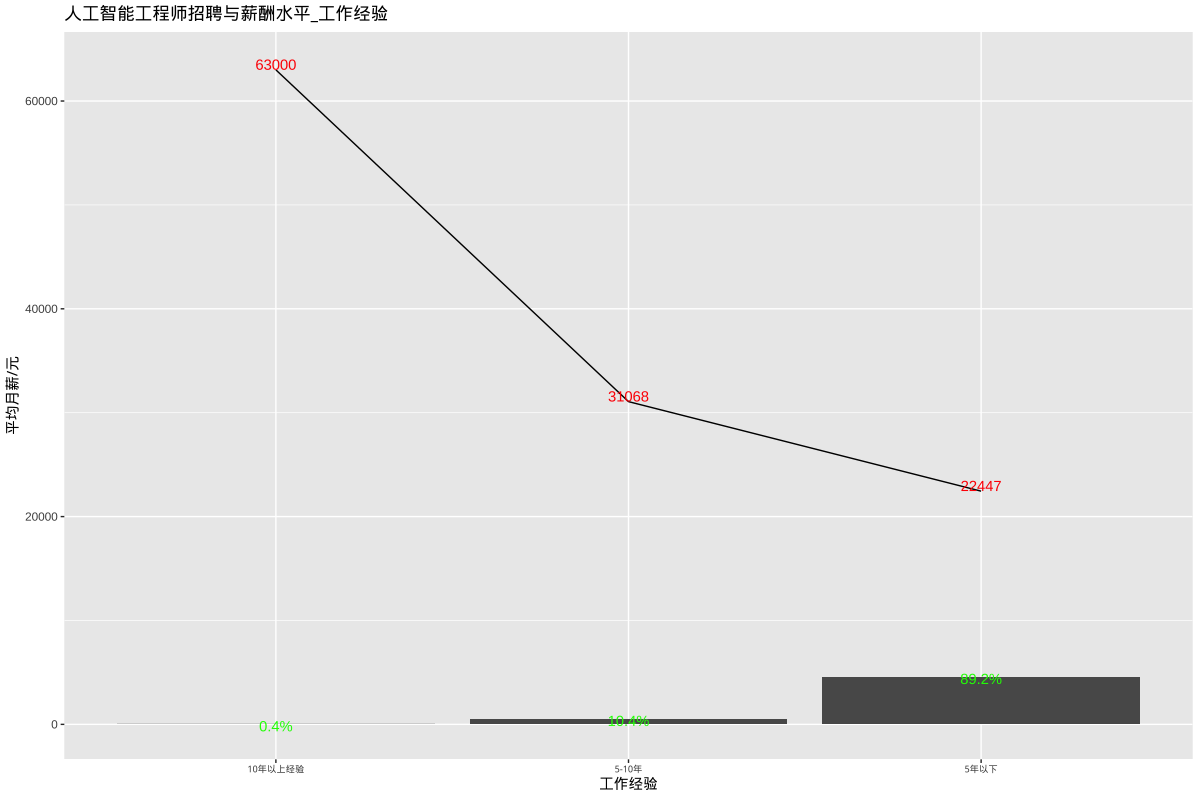 人工智能工程师招聘与薪酬水平_工作经验
63000
60000
40000
平均月薪/元
31068
22447
20000
89.2%
10.4%
0.4%
0
10年以上经验
5-10年
5年以下
工作经验